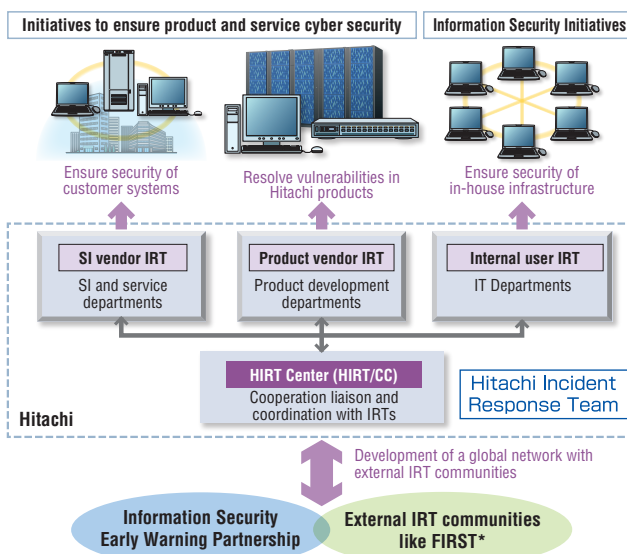 Initiatives to ensure product and service cyber security
Information Security Initiatives
Ensure security of
customer systems
Resolve vulnerabilities in
Hitachi products
Ensure security of
in-house infrastructure
SI vendor IRT
SI and service
departments
Product vendor IRT
Product development
departments
Internal user IRT
IT Departments
HIRT Center (HIRT/CC)
Cooperation liaison and
coordination with IRTs
Hitachi Incident
Response Team
Hitachi
Development of a global network with
external IRT communities
Information Security
Early Warning Partnership
External IRT communities
like FIRST*